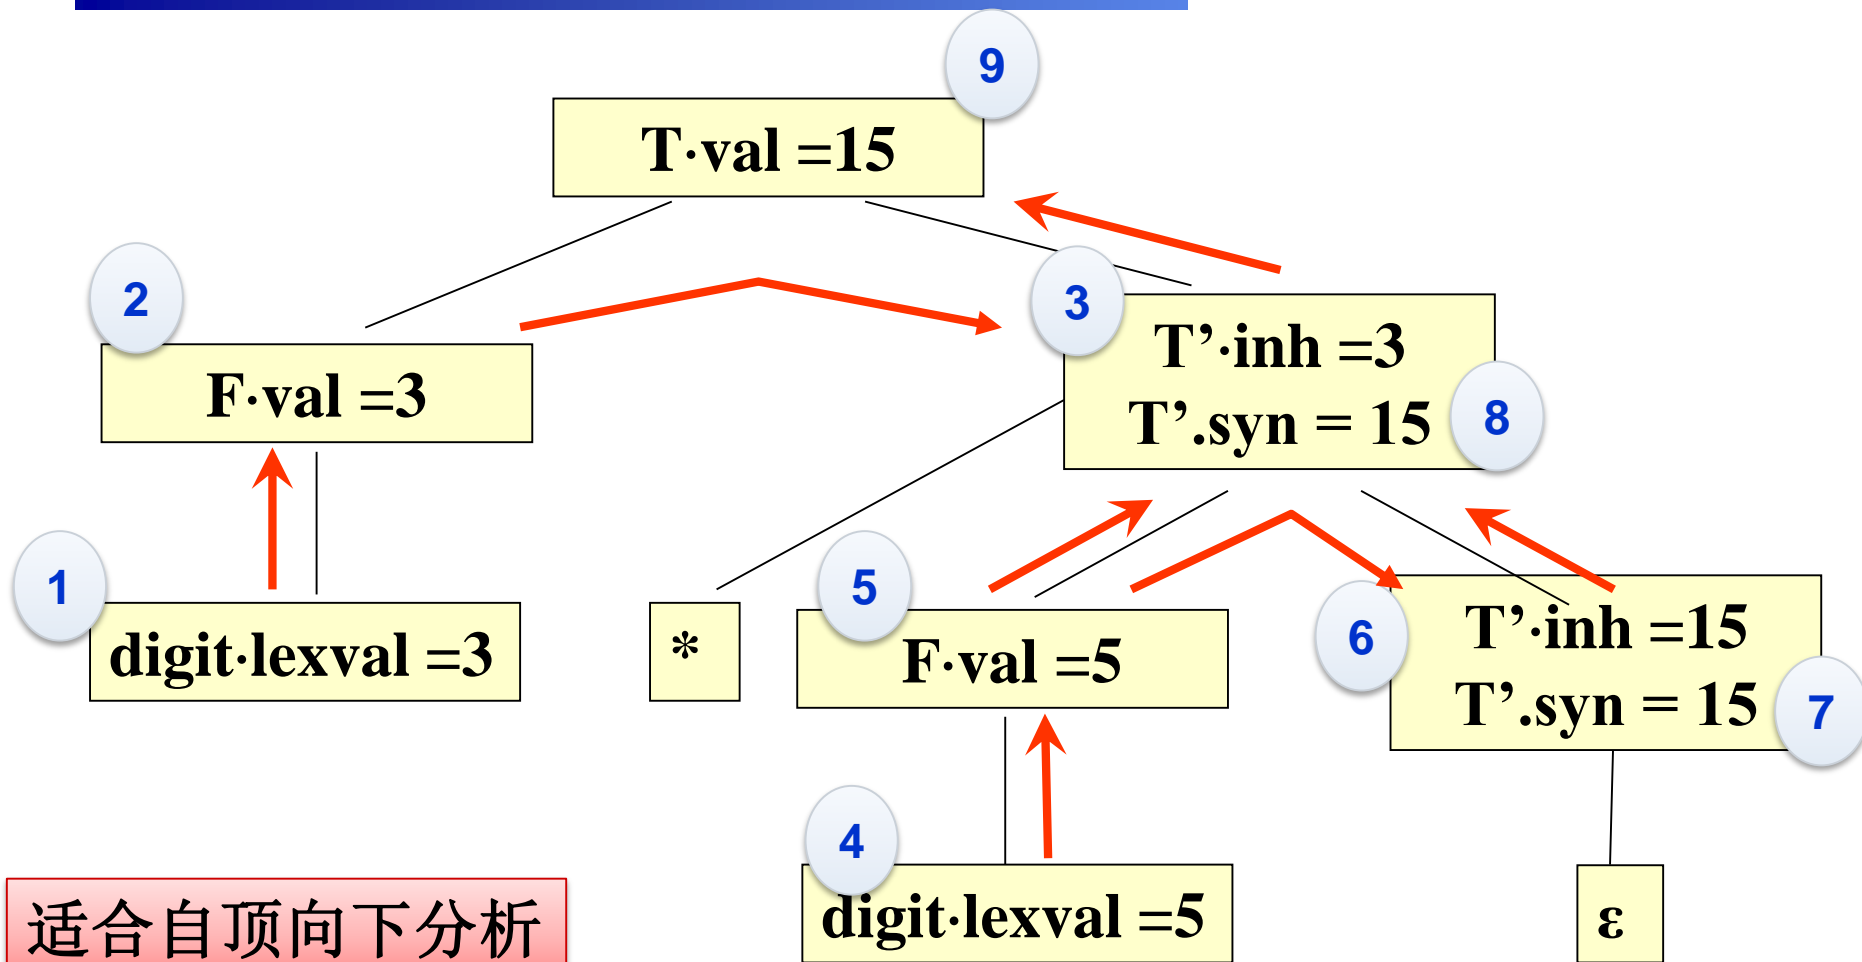 9
T·val =15
2
3
T’·inh =3
F·val =3
T’.syn = 15
8
1
5
6
T’·inh =15
digit·lexval =3
*
F·val =5
T’.syn = 15
7
4
适合自顶向下分析
digit·lexval =5
ε